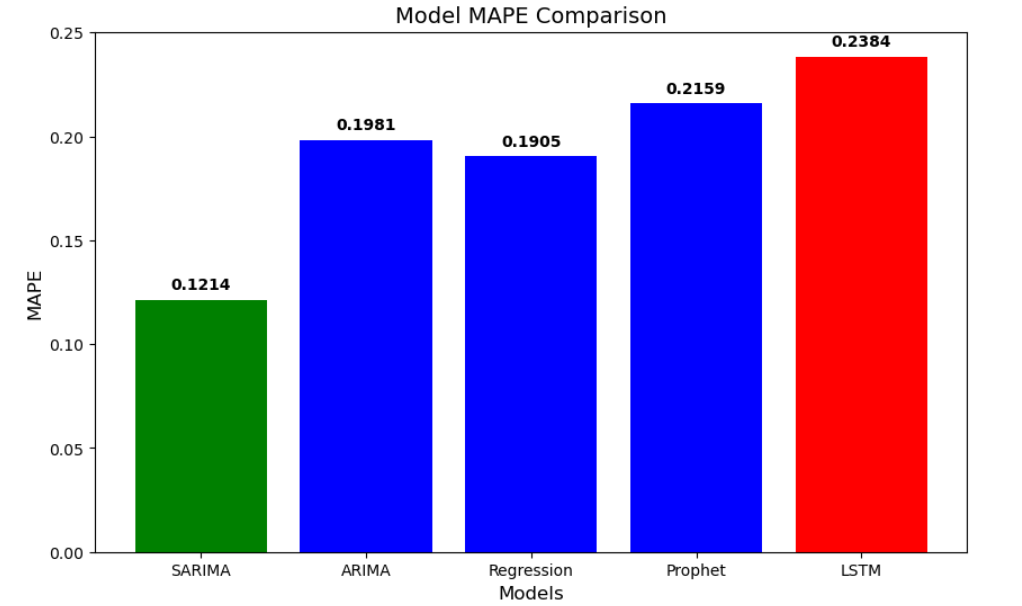 Model MAPE Comparison
0.25
0.20
0.15
0.10
0.05
0.00
MAPE
0.1214
0.1981
0.1905
0.2159
0.2384
SARIMA
ARIMA
Regression
Prophet
LSTM
Models